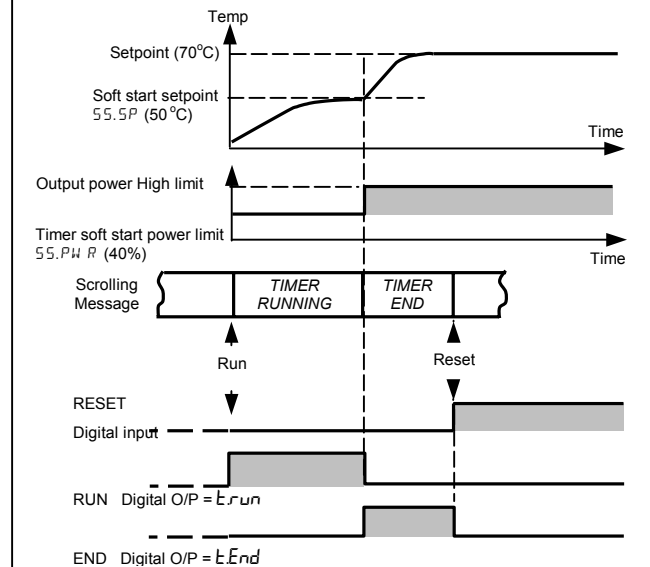 Temp
Setpoint (70°C)
Soft start setpoint
SS.SP (50 °C)
Time
Output power High limit
Timer soft start power limit
SS.PWR (40%)
Time
Scrolling
Message
TIMER
RUNNING
TIMER
END
Run
Reset
RESET
Digital input
RUN Digital O/P = t.run
END Digital O/P = t.End